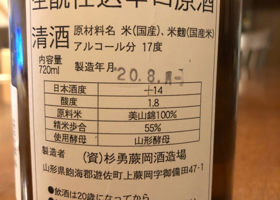 生酛仕込辛口原酒
清酒 原材料名 米(国産)、米麹(国産米)
アルコール分 17度
内容量
720ml 製造年月 20.8.
日本酒度 +14
酸度 1.8
原料米 美山錦100%
精米歩合 55%
使用酵母 山形酵母
製造者 (資)杉勇蕨岡酒造場
山形県飽海郡遊佐町上蕨岡字御備田47-1
●飲酒は20歳になってから